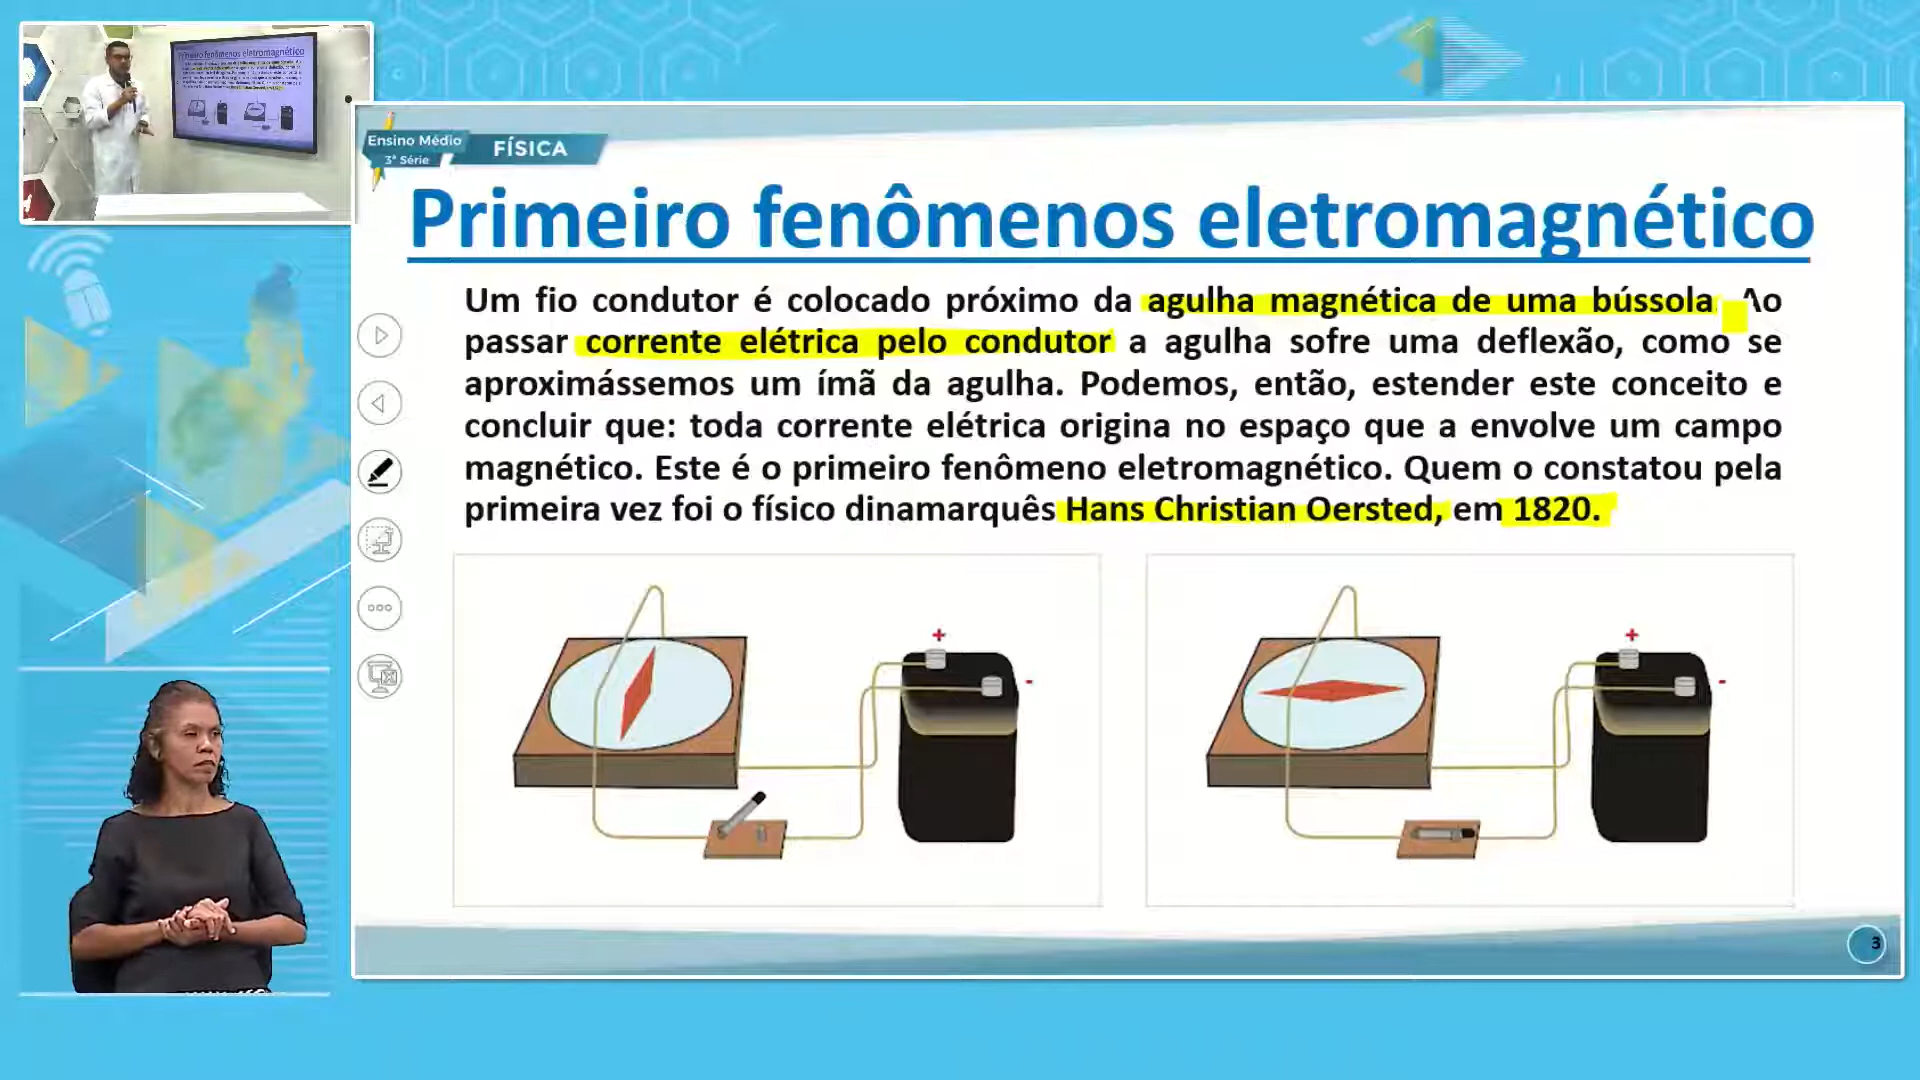 Primeiro fenômenos eletromagnético
Ensino Médio
3ª Série
FÍSICA
Primeiro fenômenos eletromagnético
Um fio condutor é colocado próximo da agulha magnética de uma bússola. Ao
passar corrente elétrica pelo condutor a agulha sofre uma deflexão, como se
aproximássemos um ímã da agulha. Podemos, então, estender este conceito e
concluir que: toda corrente elétrica origina no espaço que a envolve um campo
magnético. Este é o primeiro fenômeno eletromagnético. Quem o constatou pela
primeira vez foi o físico dinamarquês Hans Christian Oersted, em 1820.
+
-
+
-
3